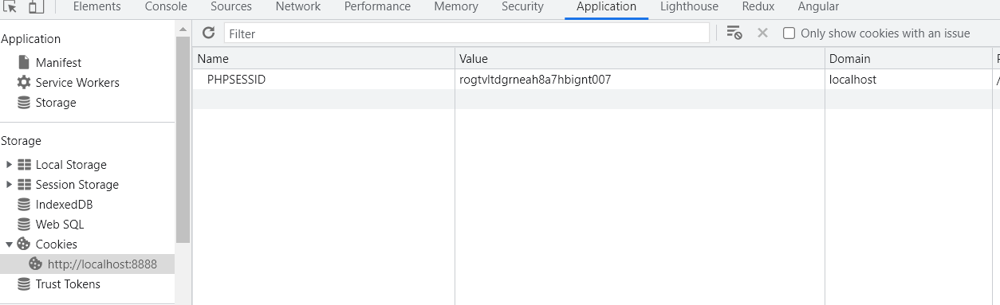 Elements Console Sources Network Performance Memory Security Application Lighthouse Redux Angular
Application
Manifest
Service Workers
Storage
Storage
Local Storage
Session Storage
IndexedDB
Web SQL
Cookies
http://localhost:8888
Trust Tokens
Filter
Only show cookies with an issue
Name Value Domain
PHPSESSID rogtvltdgrneah8a7hbignt007 localhost /